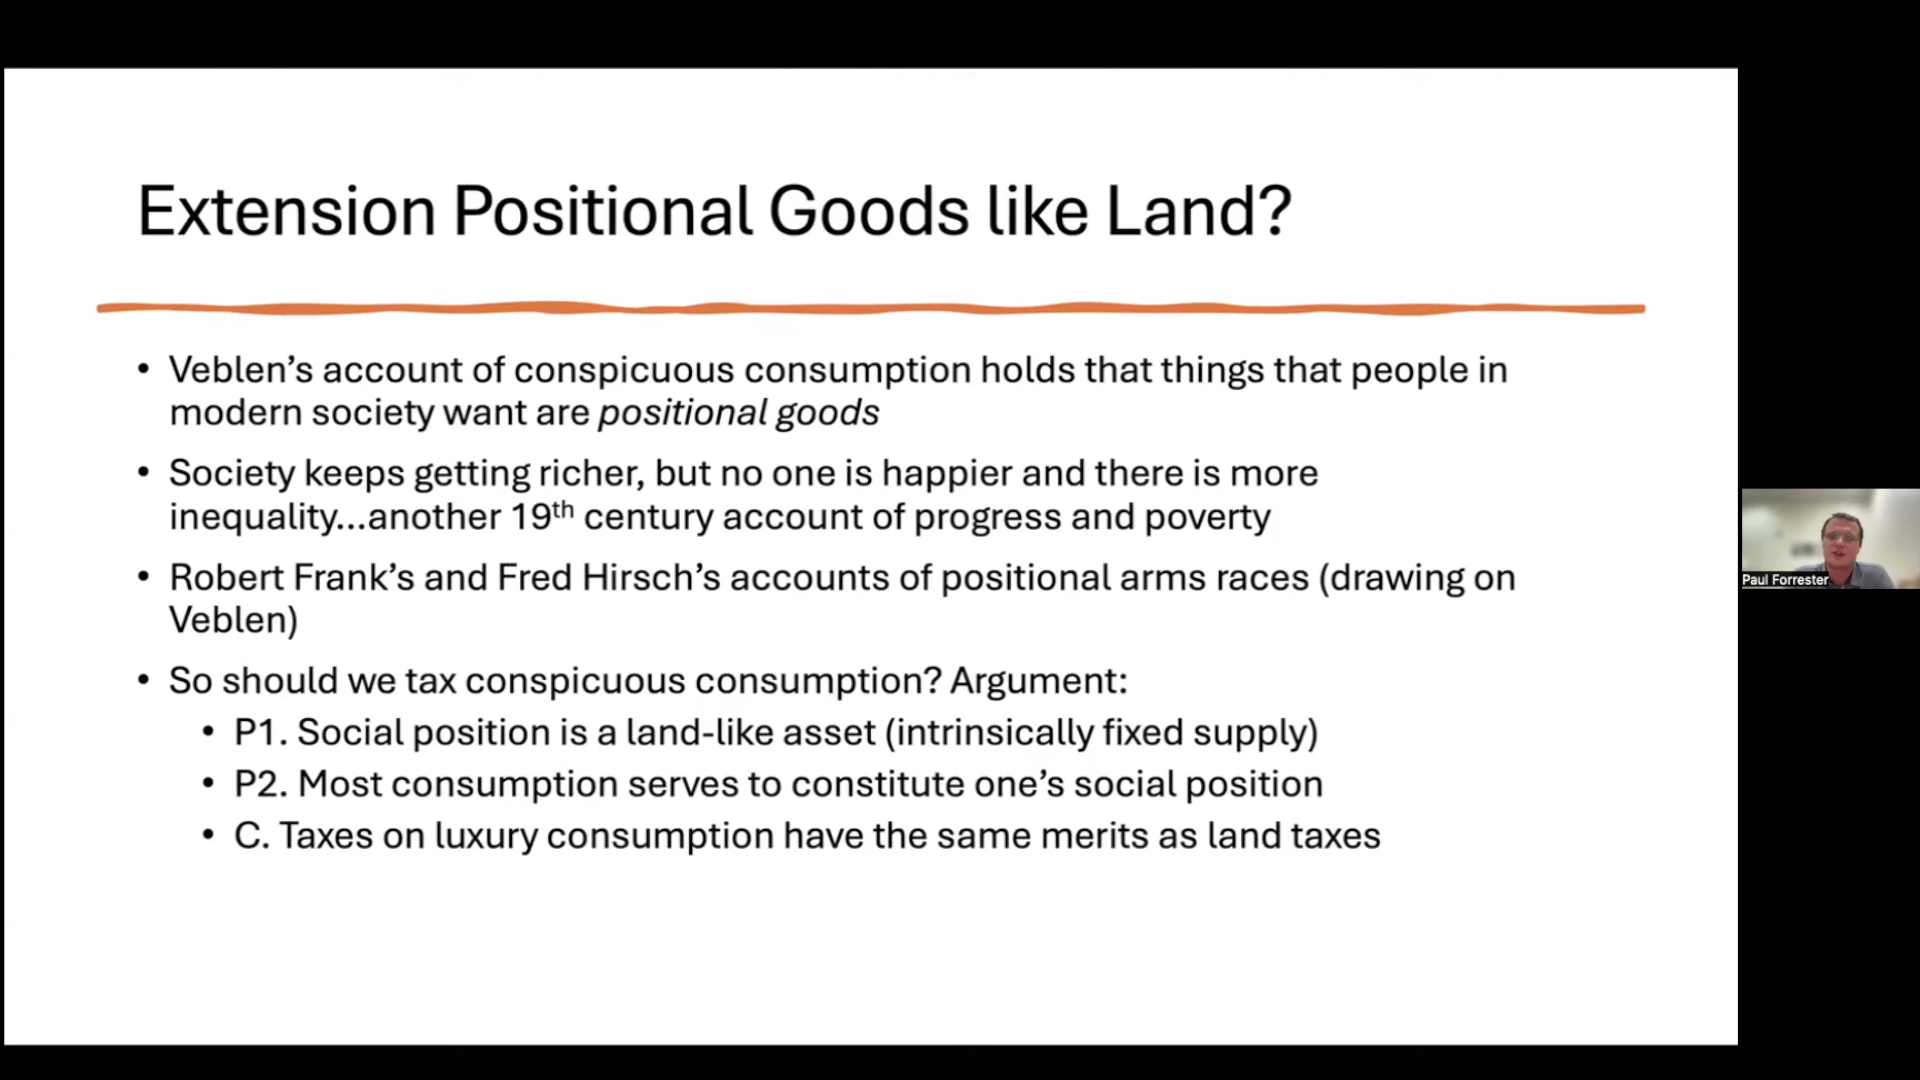 Extension Positional Goods like Land?
• Veblen’s account of conspicuous consumption holds that things that people in
modern society want are positional goods
• Society keeps getting richer, but no one is happier and there is more
inequality...another 19th century account of progress and poverty
• Robert Frank’s and Fred Hirsch’s accounts of positional arms races (drawing on
Veblen)
• So should we tax conspicuous consumption? Argument:
• P1. Social position is a land-like asset (intrinsically fixed supply)
• P2. Most consumption serves to constitute one’s social position
• C. Taxes on luxury consumption have the same merits as land taxes
Paul Forrester